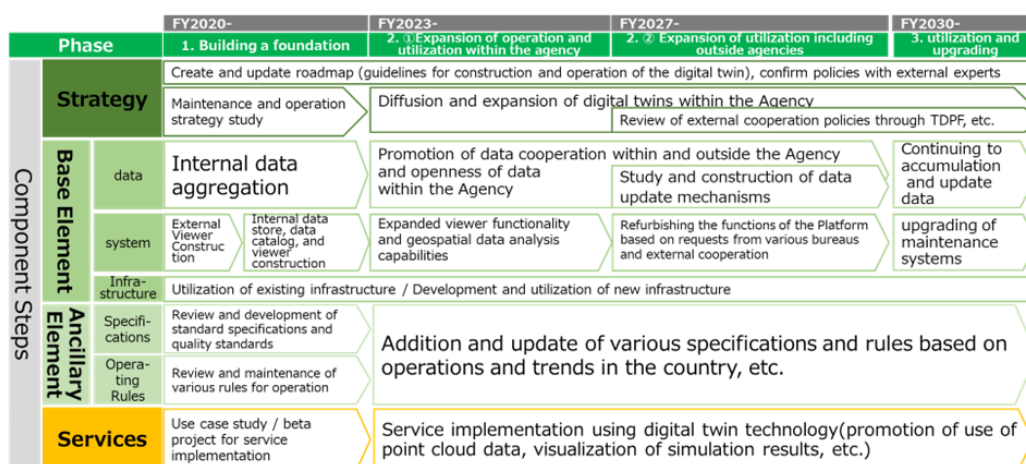 FY2020-
FY2023-
FY2027-
FY2030-
Phase
1. Building a foundation
2. ①Expansion of operation and
utilization within the agency
2. ② Expansion of utilization including
outside agencies
3. utilization and
upgrading
Component Steps
Strategy
Create and update roadmap (guidelines for construction and operation of the digital twin), confirm policies with external experts
Maintenance and operation
strategy study
Diffusion and expansion of digital twins within the Agency
Review of external cooperation policies through TDPF, etc.
Base Element
data
Internal data
aggregation
Promotion of data cooperation within and outside the Agency
and openness of data
within the Agency
Study and construction of data
update mechanisms
Continuing to
accumulation
and update
data
system
External
Viewer
Construc
tion
Internal data
store, data
catalog, and
viewer
construction
Expanded viewer functionality
and geospatial data analysis
capabilities
Refurbishing the functions of the Platform
based on requests from various bureaus
and external cooperation
upgrading of
maintenance
systems
Infra-
structure
Utilization of existing infrastructure / Development and utilization of new infrastructure
Ancillary
Element
Specifi-
cations
Review and development of
standard specifications and
quality standards
Addition and update of various specifications and rules based on
operations and trends in the country, etc.
Opera-
ting
Rules
Review and maintenance of
various rules for operation
Services
Use case study / beta
project for service
implementation
Service implementation using digital twin technology(promotion of use of
point cloud data, visualization of simulation results, etc.)